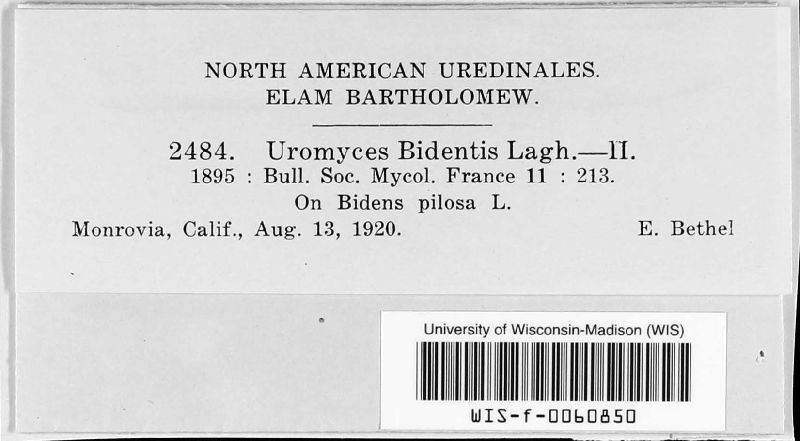 NORTH AMERICAN UREDINALES.
ELAM BARTHOLOMEW.
2484. Uromyces Bidentis Lagh.—II.
1895 : Bull. Soc. Mycol. France 11 : 213.
On Bidens pilosa L.
Monrovia, Calif., Aug. 13, 1920. E. Bethel
University of Wisconsin-Madison (WIS)
WIS-f-0060850